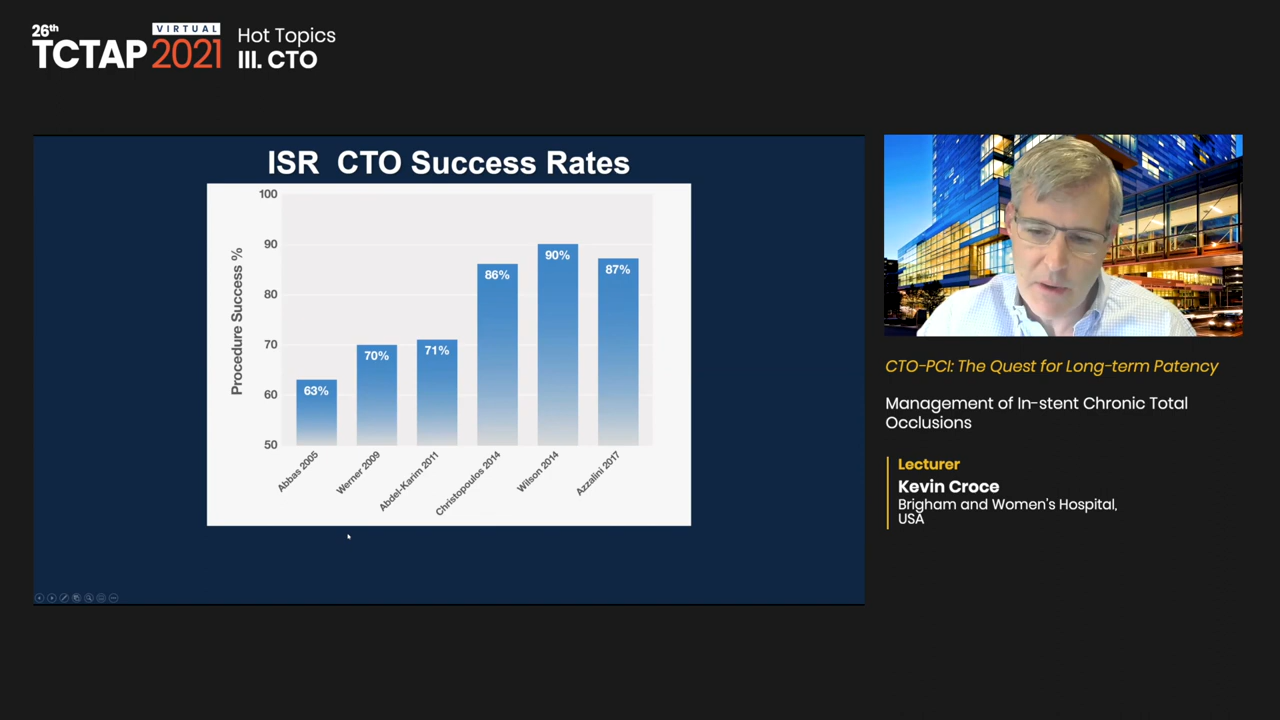 26th
VIRTUAL
TCTAP 2021
Hot Topics
III. CTO
ISR CTO Success Rates
Procedure Success %
100
90
80
70
60
50
63%
70%
71%
86%
90%
87%
Abbas 2005
Werner 2009
Abdel-Karim 2011
Christopoulos 2014
Wilson 2014
Azzalini 2017
CTO-PCI: The Quest for Long-term Patency
Management of In-stent Chronic Total
Occlusions
Lecturer
Kevin Croce
Brigham and Women's Hospital,
USA